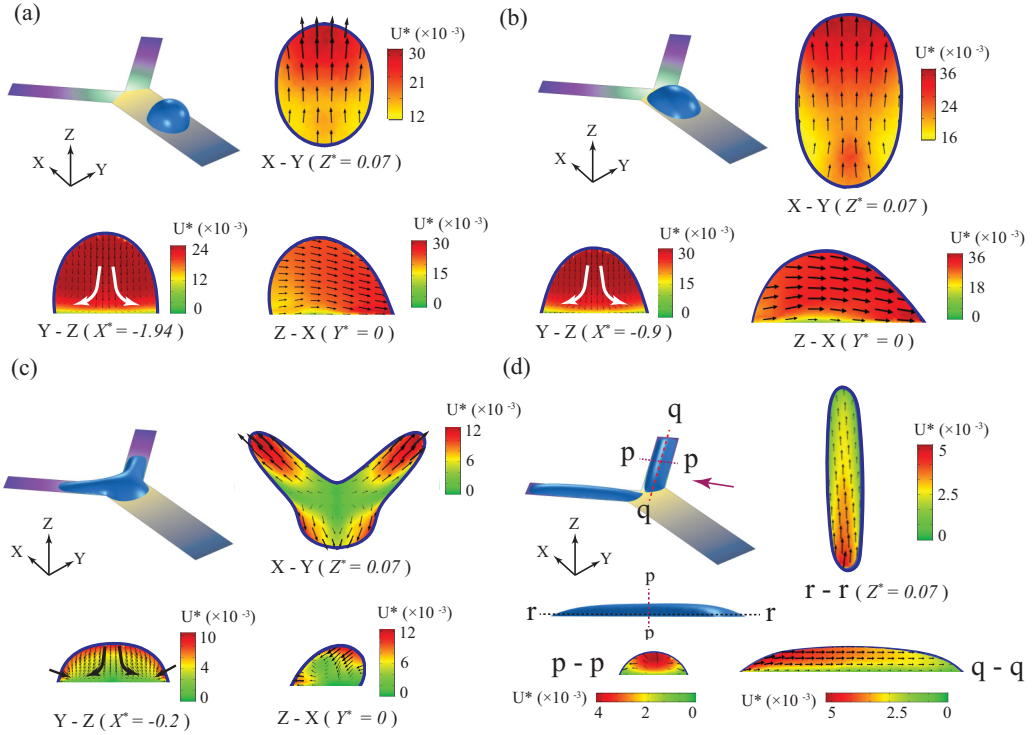 (a)
U* (×10 -3)
30
21
12
Z
X
Y
X - Y ( Z* = 0.07 )
U* (×10 -3)
24
12
0
Y - Z ( X* = -1.94 )
U* (×10 -3)
30
15
0
Z - X ( Y* = 0 )
(b)
U* (×10 -3)
36
24
16
Z
X
Y
X - Y ( Z* = 0.07 )
U* (×10 -3)
30
15
0
Y - Z ( X* = -0.9 )
U* (×10 -3)
36
18
0
Z - X ( Y* = 0 )
(c)
U* (×10 -3)
12
6
0
Z
X
Y
X - Y ( Z* = 0.07 )
U* (×10 -3)
10
5
0
Y - Z ( X* = -0.2 )
U* (×10 -3)
12
6
0
Z - X ( Y* = 0 )
(d)
q
p
p
q
Z
X
Y
U* (×10 -3)
5
2.5
0
r - r ( Z* = 0.07 )
p
r
r
p
p - p
U* (×10 -3)
4
2
0
q - q
U* (×10 -3)
5
2.5
0